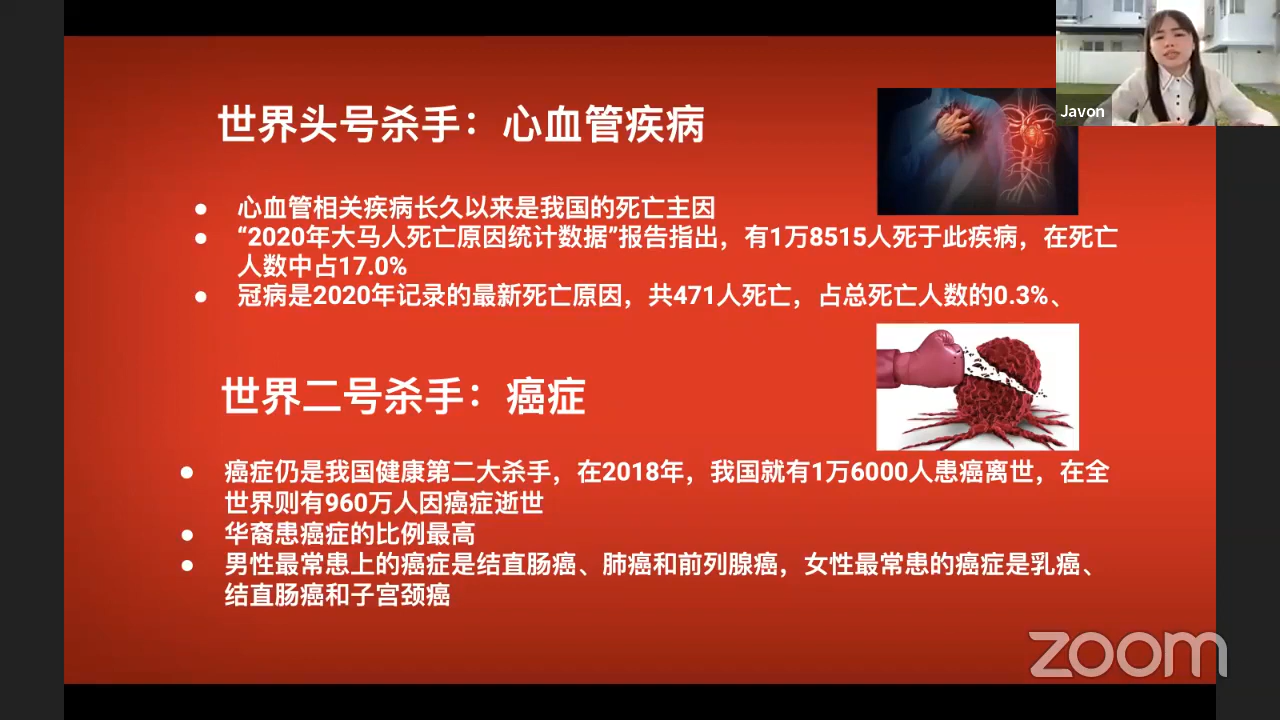 世界头号杀手：心血管疾病
Javon
● 心血管相关疾病长久以来是我国的死亡主因
● “2020年大马人死亡原因统计数据”报告指出，有1万8515人死于此疾病，在死亡
人数中占17.0%
● 冠病是2020年记录的最新死亡原因，共471人死亡，占总死亡人数的0.3%、
世界二号杀手：癌症
● 癌症仍是我国健康第二大杀手，在2018年，我国就有1万6000人患癌离世，在全
世界则有960万人因癌症逝世
● 华裔患癌症的比例最高
● 男性最常患上的癌症是结直肠癌、肺癌和前列腺癌，女性最常患的癌症是乳癌、
结直肠癌和子宫颈癌
zoom